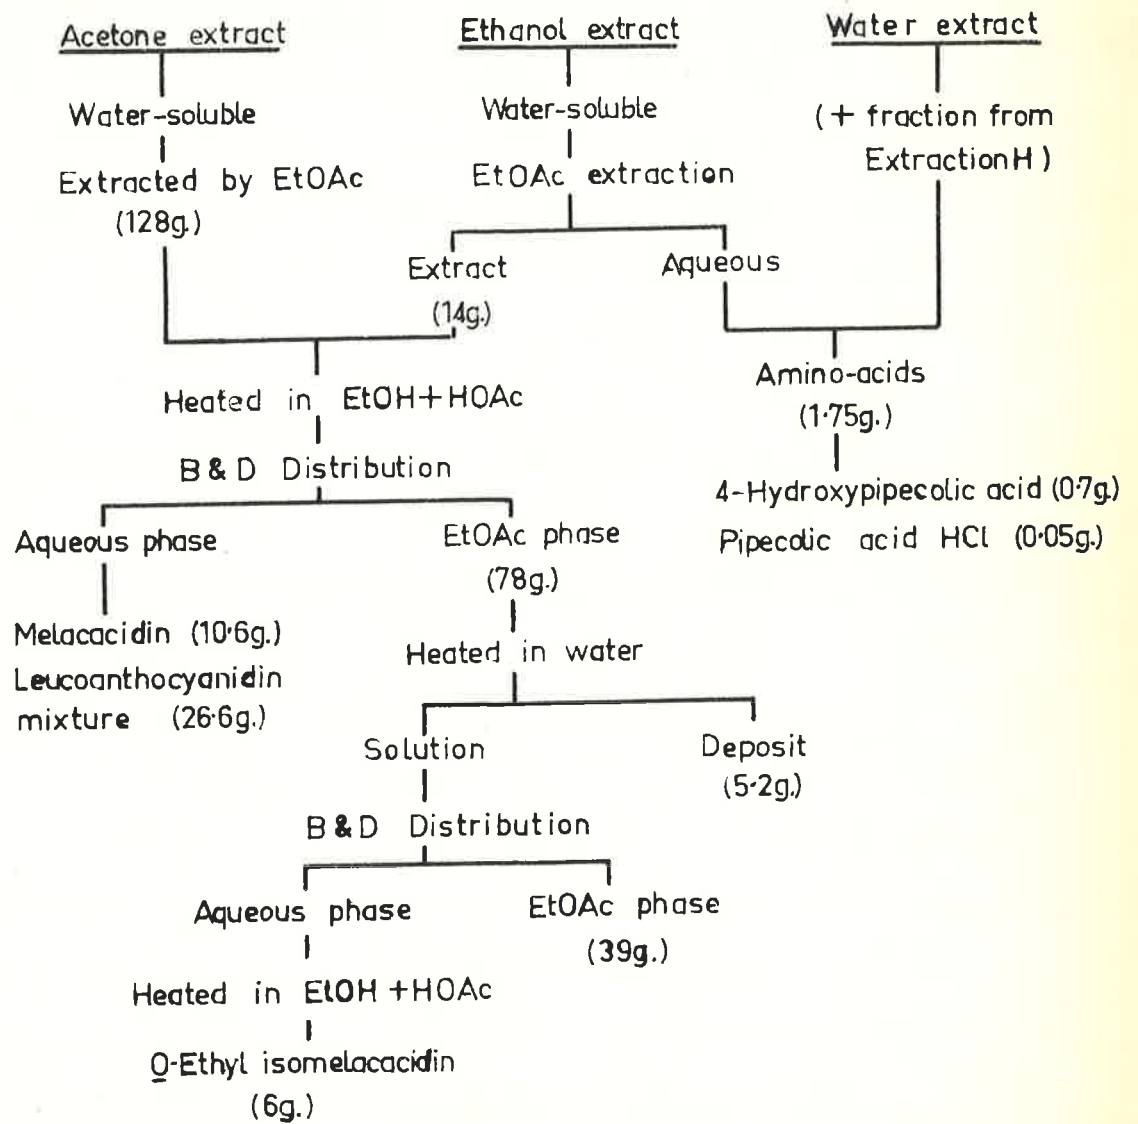 Acetone extract
Water-soluble
Extracted by EtOAc
(128g.)
Ethanol extract
Water-soluble
EtOAc extraction
Extract
(14g.)
Aqueous
Water extract
(+ fraction from
Extraction H)
Heated in EtOH+HOAc
B & D Distribution
Amino-acids
(1·75g.)
4-Hydroxypipecolic acid (0·7g.)
Pipecolic acid HCl (0·05g.)
Aqueous phase
Melacacidin (10·6g.)
Leucoanthocyanidin
mixture (26·6g.)
EtOAc phase
(78g.)
Heated in water
Solution
Deposit
(5·2g.)
B & D Distribution
Aqueous phase
EtOAc phase
(39g.)
Heated in EtOH +HOAc
O-Ethyl isomelacacidin
(6g.)